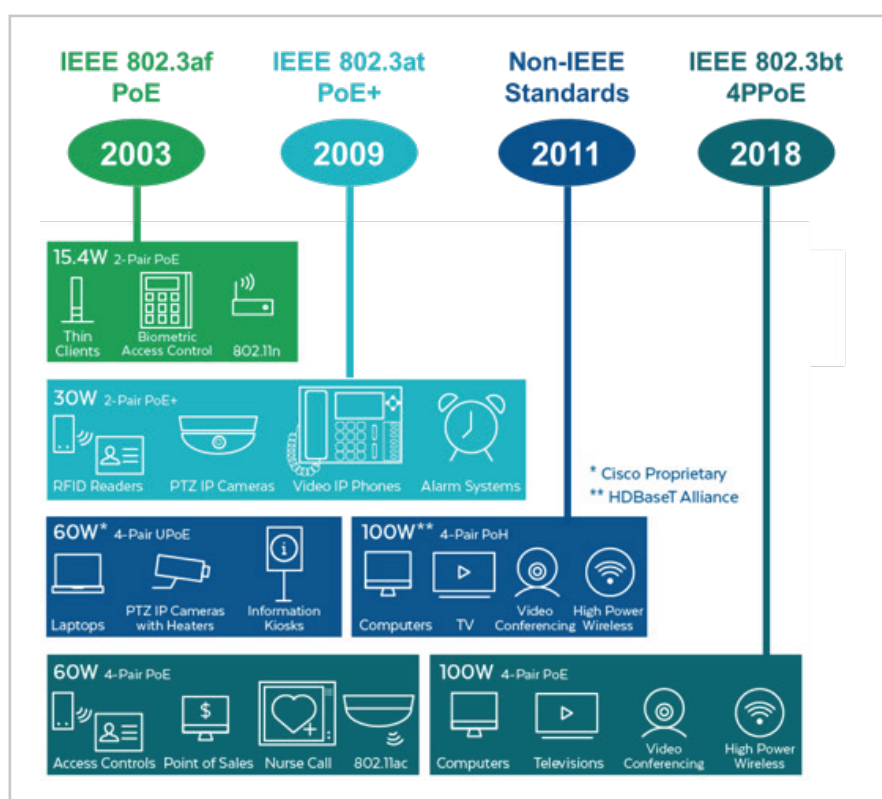 IEEE 802.3af
PoE
IEEE 802.3at
PoE+
Non-IEEE
Standards
IEEE 802.3bt
4PPoE
2003
2009
2011
2018
15.4W 2-Pair PoE
Thin
Clients
Biometric
Access Control
802.11n
30W 2-Pair PoE+
RFID Readers
PTZ IP Cameras
Video IP Phones
Alarm Systems
* Cisco Proprietary
** HDBaseT Alliance
60W* 4-Pair UPoE
Laptops
PTZ IP Cameras
with Heaters
Information
Kiosks
100W** 4-Pair PoH
Computers
TV
Video
Conferencing
High Power
Wireless
60W 4-Pair PoE
Access Controls
$
Point of Sales
Nurse Call
802.11ac
100W 4-Pair PoE
Computers
Televisions
Video
Conferencing
High Power
Wireless